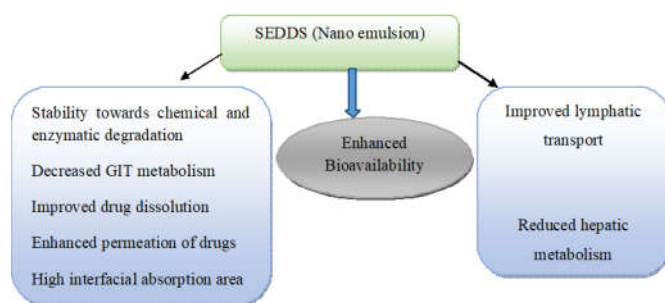 SEDDS (Nano emulsion)
Stability towards chemical and
enzymatic degradation
Decreased GIT metabolism
Improved drug dissolution
Enhanced permeation of drugs
High interfacial absorption area
Enhanced
Bioavailability
Improved lymphatic
transport
Reduced hepatic
metabolism